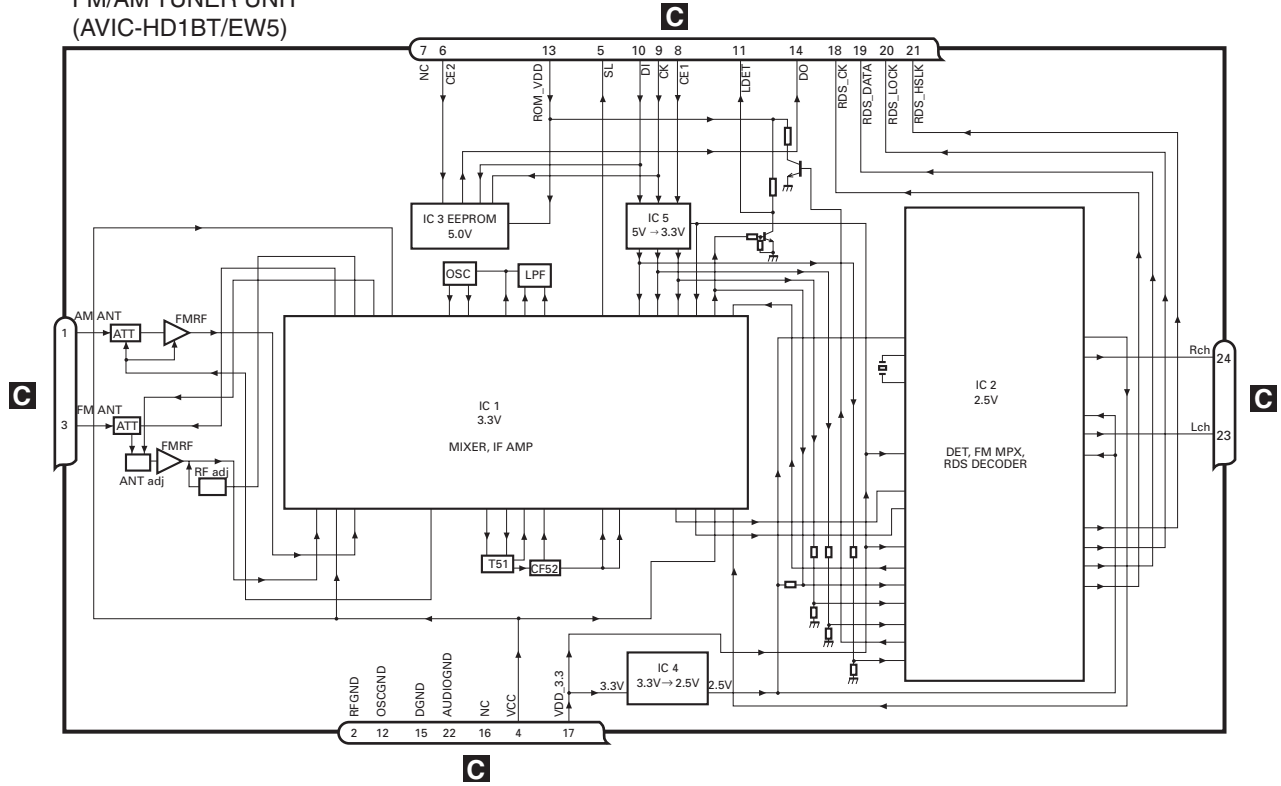 FM/AM TUNER UNIT
(AVIC-HD1BT/EW5)
C
7 6 13 5 10 9 8 11 14 18 19 20 21
NC
CE2
ROM_VDD
SL
DI
CK
CE1
LDET
DO
RDS_CK
RDS_DATA
RDS_LOCK
RDS_HSLK
IC 3 EEPROM
5.0V
IC 5
5V → 3.3V
OSC
LPF
AM ANT
1
ATT
FMRF
C
FM ANT
3
ATT
FMRF
ANT adj
RF adj
IC 1
3.3V
MIXER, IF AMP
T51
CF52
IC 2
2.5V
DET, FM MPX,
RDS DECODER
Rch
24
Lch
23
C
IC 4
3.3V→2.5V
3.3V
2.5V
RFGND
OSCGND
DGND
AUDIOGND
NC
VCC
VDD_3.3
2 12 15 22 16 4 17
C